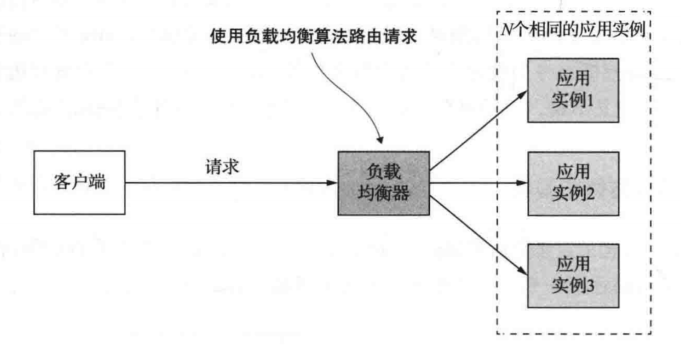 使用负载均衡算法路由请求
N个相同的应用实例
客户端
请求
负载
均衡器
应用
实例1
应用
实例2
应用
实例3